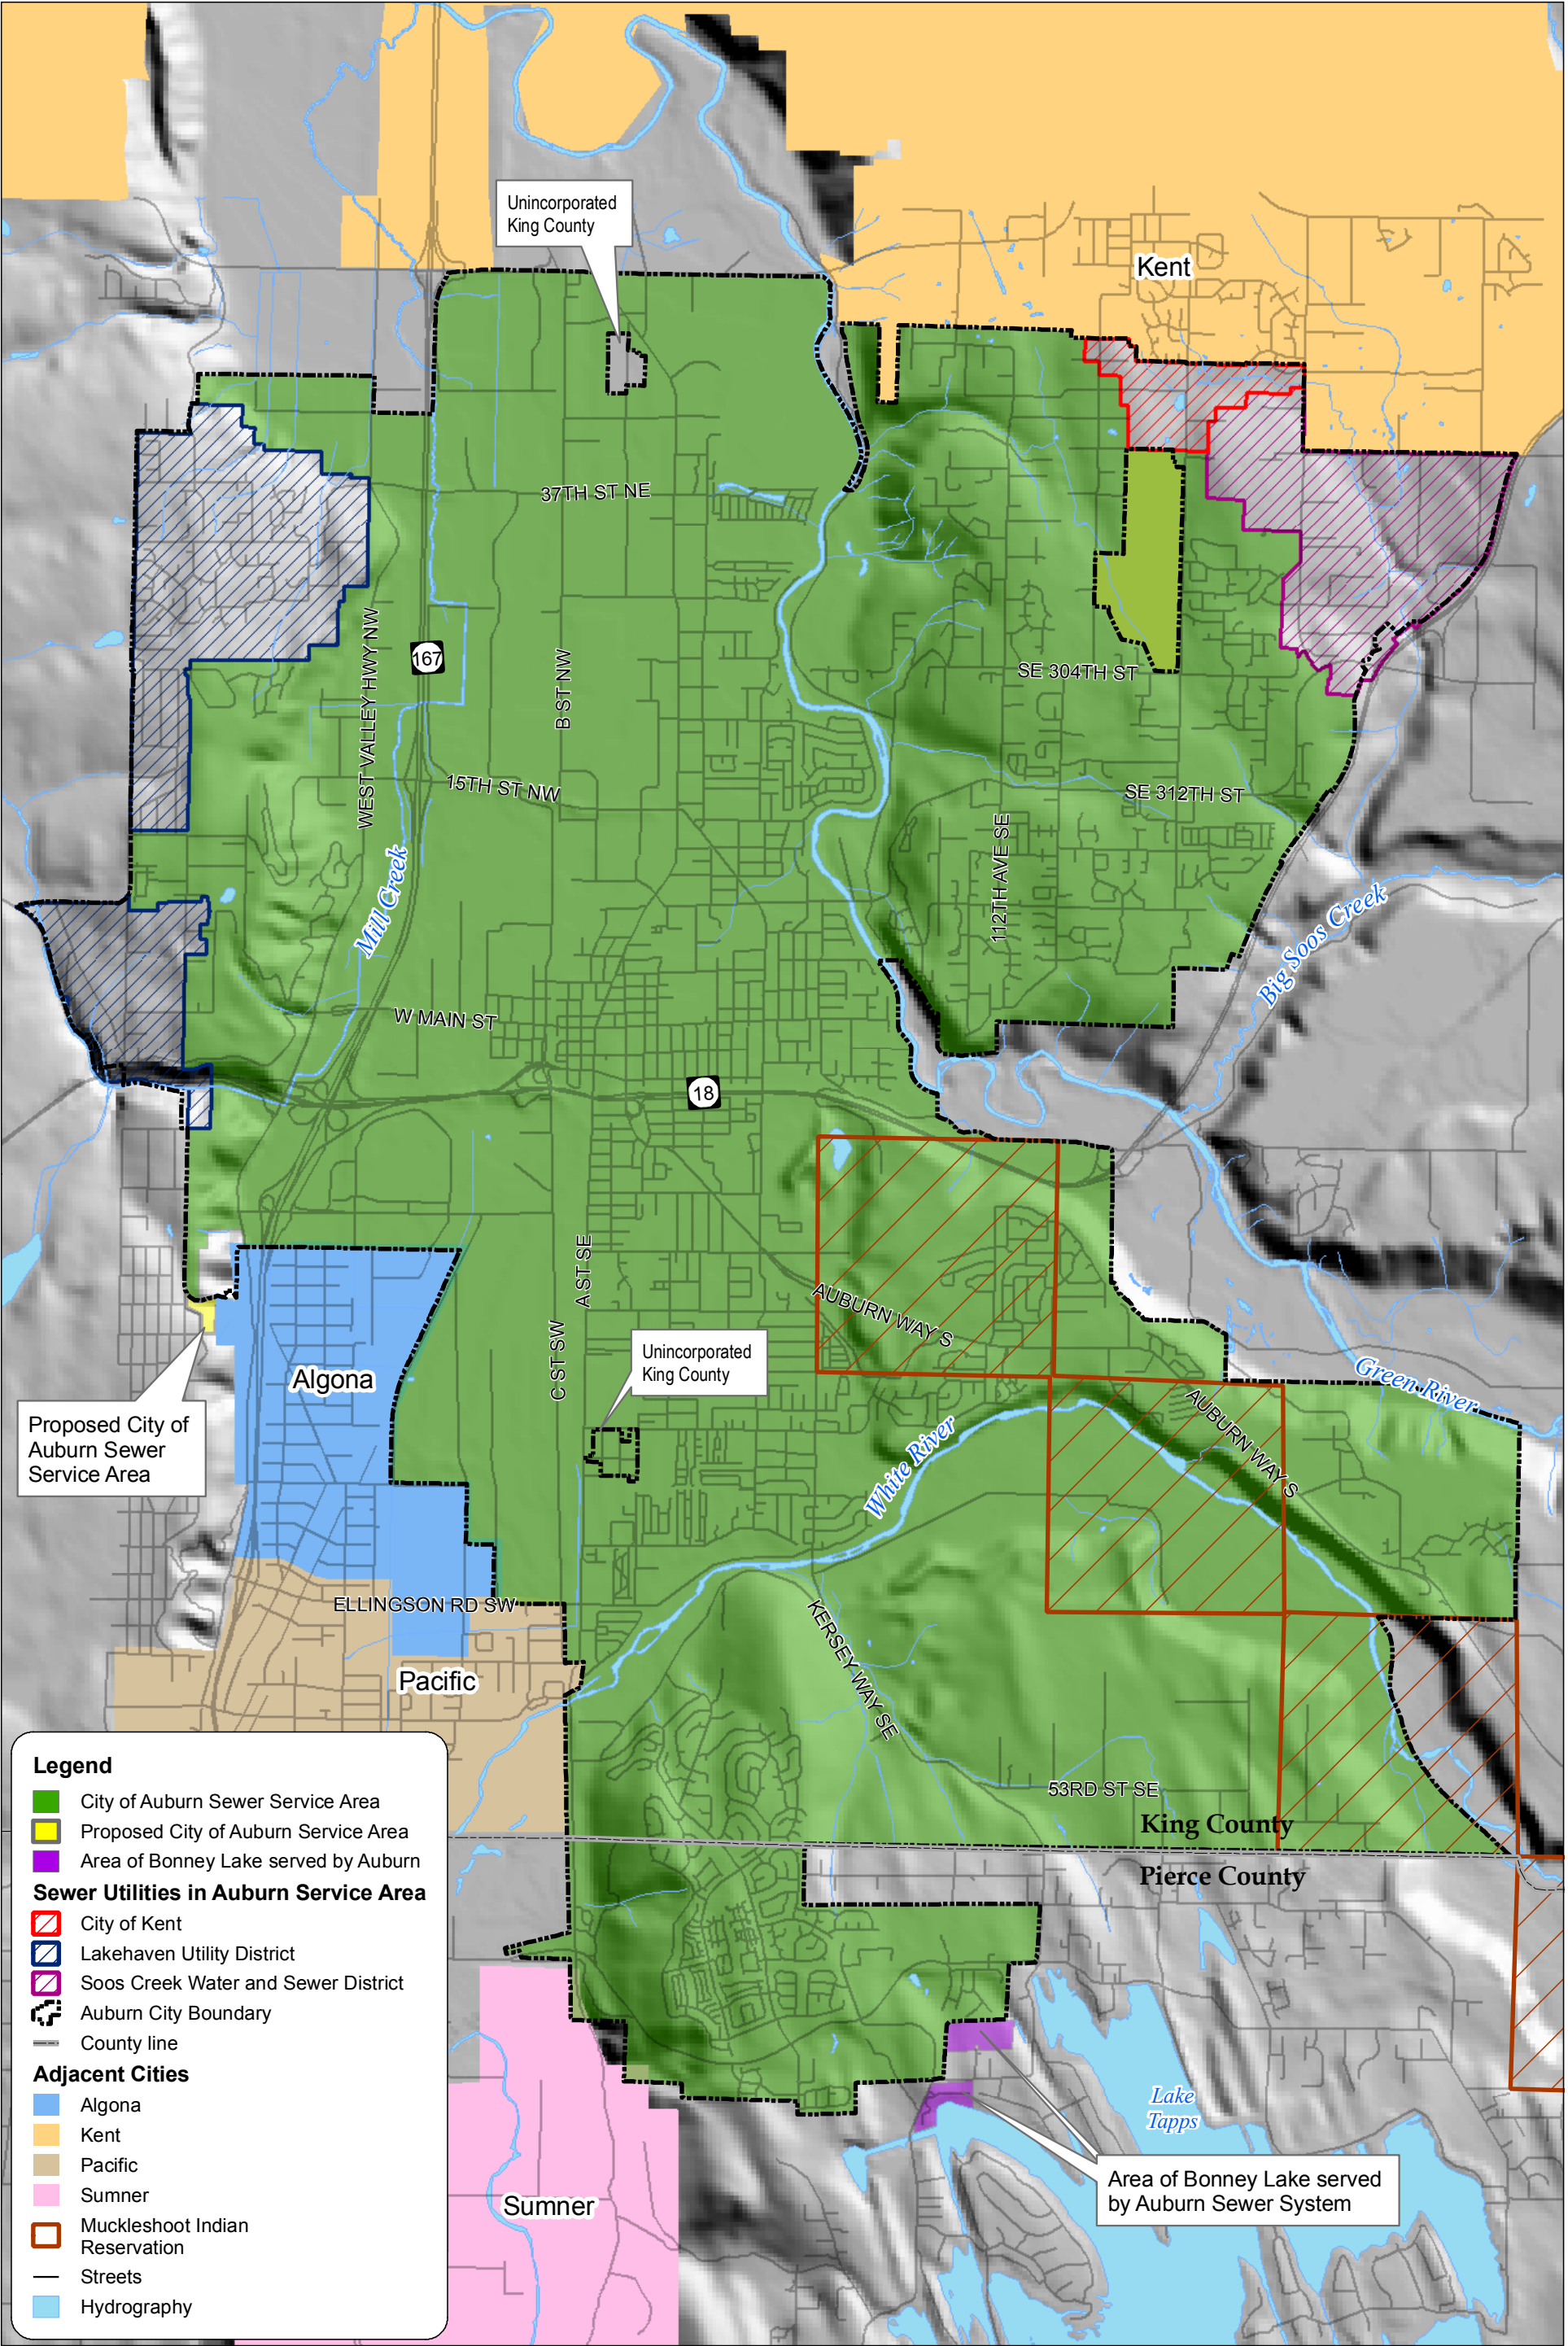 Unincorporated
King County
Kent
37TH ST NE
WEST VALLEY HWY NW
167
B ST NW
SE 304TH ST
15TH ST NW
SE 312TH ST
112TH AVE SE
Mill Creek
Big Soos Creek
W MAIN ST
18
A ST SE
AUBURN WAY S
C ST SW
Unincorporated
King County
Algona
Green River
AUBURN WAY S
White River
Proposed City of
Auburn Sewer
Service Area
ELLINGSON RD SW
KERSEY WAY SE
Pacific
53RD ST SE
King County
Pierce County
Legend
City of Auburn Sewer Service Area
Proposed City of Auburn Service Area
Area of Bonney Lake served by Auburn
Sewer Utilities in Auburn Service Area
City of Kent
Lakehaven Utility District
Soos Creek Water and Sewer District
Auburn City Boundary
County line
Adjacent Cities
Algona
Kent
Pacific
Sumner
Muckleshoot Indian
Reservation
Streets
Hydrography
Lake
Tapps
Area of Bonney Lake served
by Auburn Sewer System
Sumner